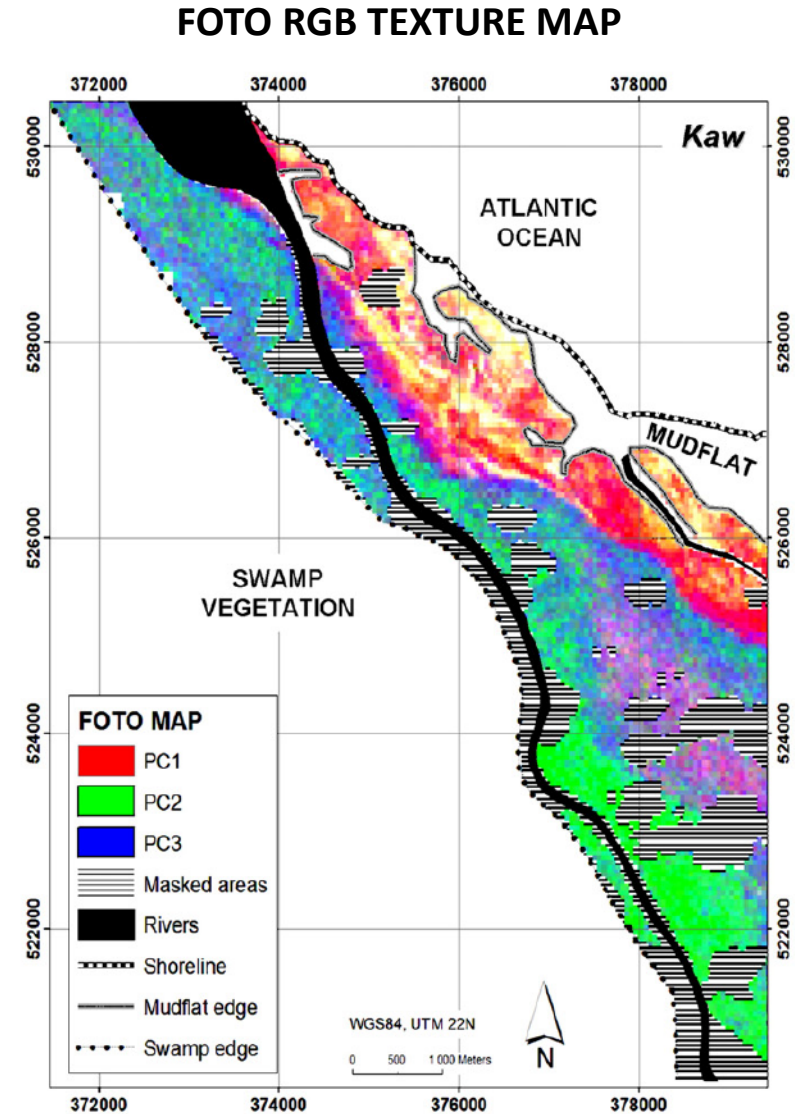 FOTO RGB TEXTURE MAP
372000 374000 376000 378000
530000 530000
Kaw
ATLANTIC
OCEAN
528000 528000
MUDFLAT
526000 526000
SWAMP
VEGETATION
524000 524000
FOTO MAP
PC1
PC2
PC3
Masked areas
Rivers
Shoreline
Mudflat edge
Swamp edge
522000 522000
WGS84, UTM 22N
0 500 1 000 Meters
N
372000 374000 376000 378000